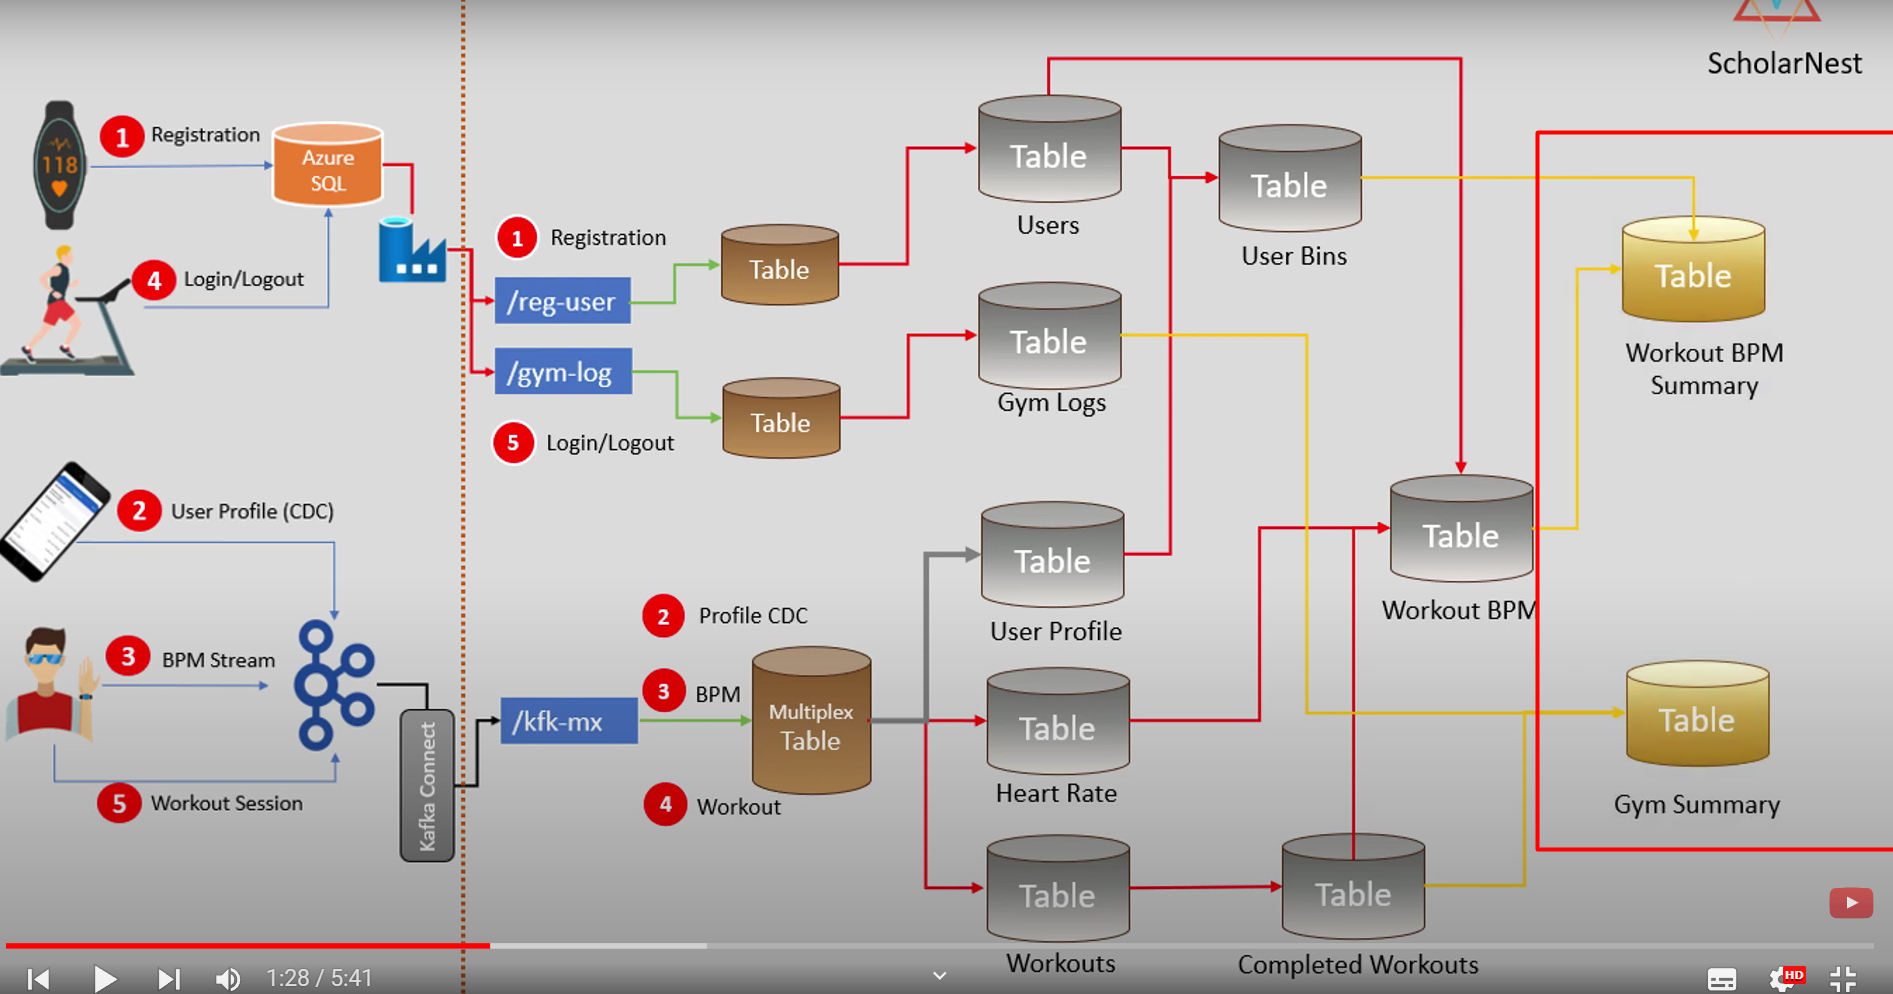 ScholarNest
118
1 Registration
Azure
SQL
4 Login/Logout
1 Registration
/reg-user
Table
/gym-log
Table
5 Login/Logout
Table
Users
Table
User Bins
Table
Gym Logs
Table
Workout BPM
Summary
2 User Profile (CDC)
3 BPM Stream
5 Workout Session
Kafka Connect
/kfk-mx
2 Profile CDC
3 BPM
4 Workout
Multiplex
Table
Table
User Profile
Table
Heart Rate
Table
Workouts
Table
Completed Workouts
Table
Workout BPM
Table
Gym Summary
1:28 / 5:41
HD